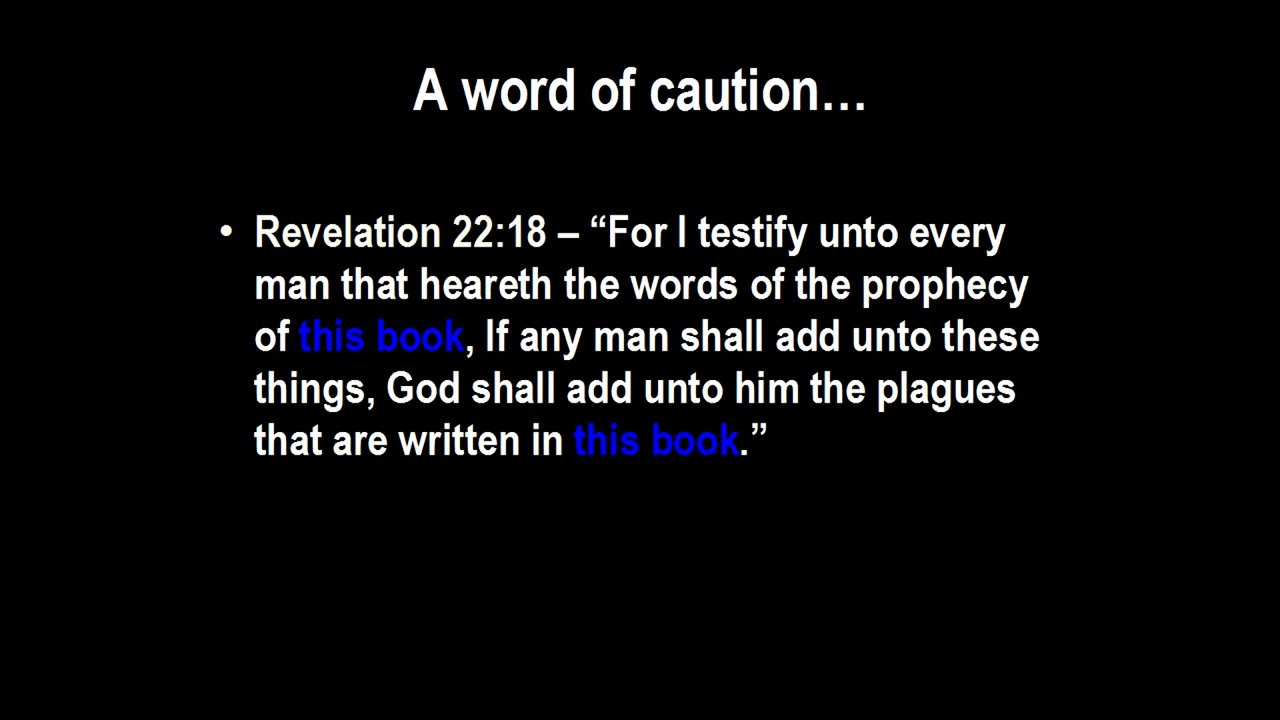 A word of caution…
• Revelation 22:18 – “For I testify unto every
man that heareth the words of the prophecy
of this book, If any man shall add unto these
things, God shall add unto him the plagues
that are written in this book.”